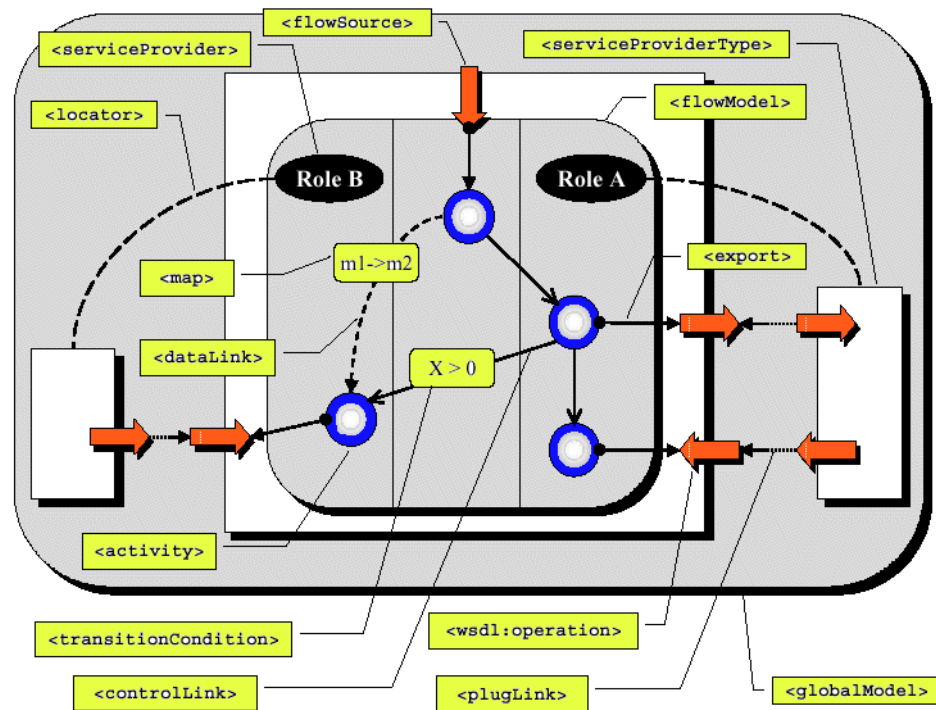 <flowSource>
<serviceProvider>
<serviceProviderType>
<locator>
<flowModel>
Role B
Role A
<map>
m1->m2
<export>
<dataLink>
X > 0
<activity>
<transitionCondition>
<wsdl:operation>
<controlLink>
<plugLink>
<globalModel>